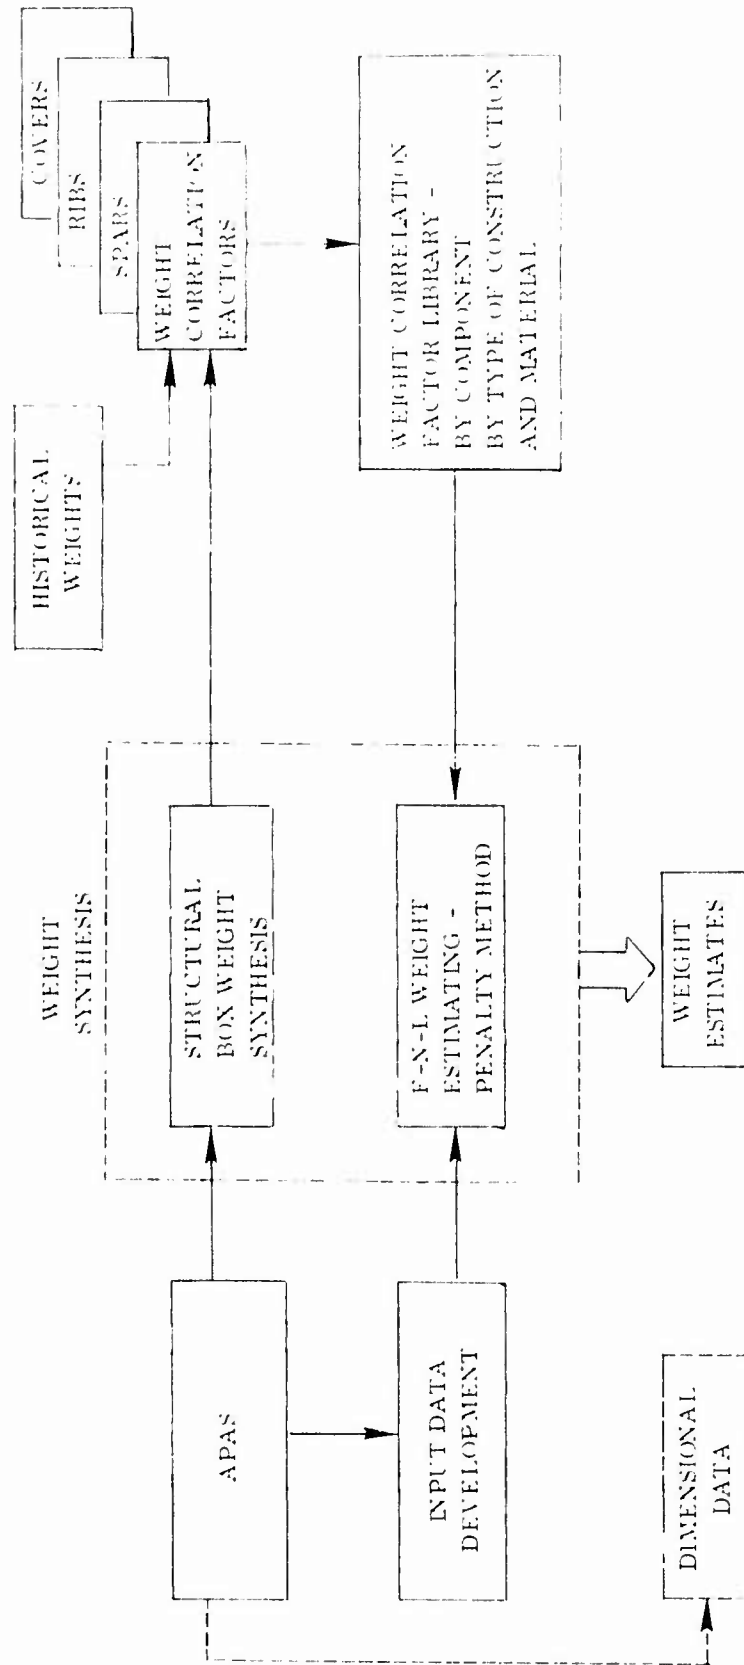 WEIGHT
SYNTHESIS
APAS
STRUCTURAL
BOX WEIGHT
SYNTHESIS
HISTORICAL
WEIGHTS
COVERS
RIBS
SPARS
WEIGHT
CORRELATION
FACTORS
INPUT DATA
DEVELOPMENT
F-N-L WEIGHT
ESTIMATING -
PENALTY METHOD
WEIGHT CORRELATION
FACTOR LIBRARY -
BY COMPONENT
BY TYPE OF CONSTRUCTION
AND MATERIAL
DIMENSIONAL
DATA
WEIGHT
ESTIMATES